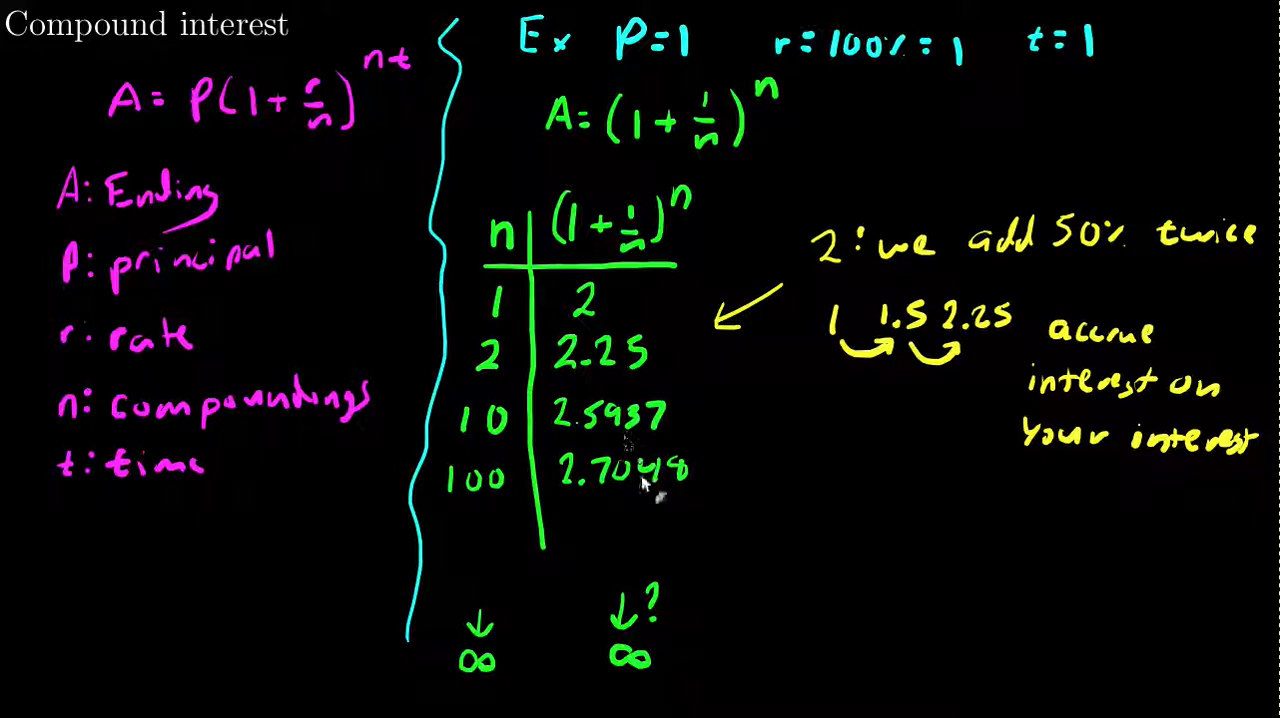 Compound interest
A = P(1 + r/n)^nt
A: Ending
P: principal
r: rate
n: compoundings
t: time
Ex P = 1 r = 100% = 1 t = 1
A = (1 + 1/n)^n
n (1 + 1/n)^n
1 2
2 2.25
10 2.5937
100 2.7048
↓ ↓?
∞ ∞
2: we add 50% twice
1 1.5 2.25
accrue
interest on
your interest